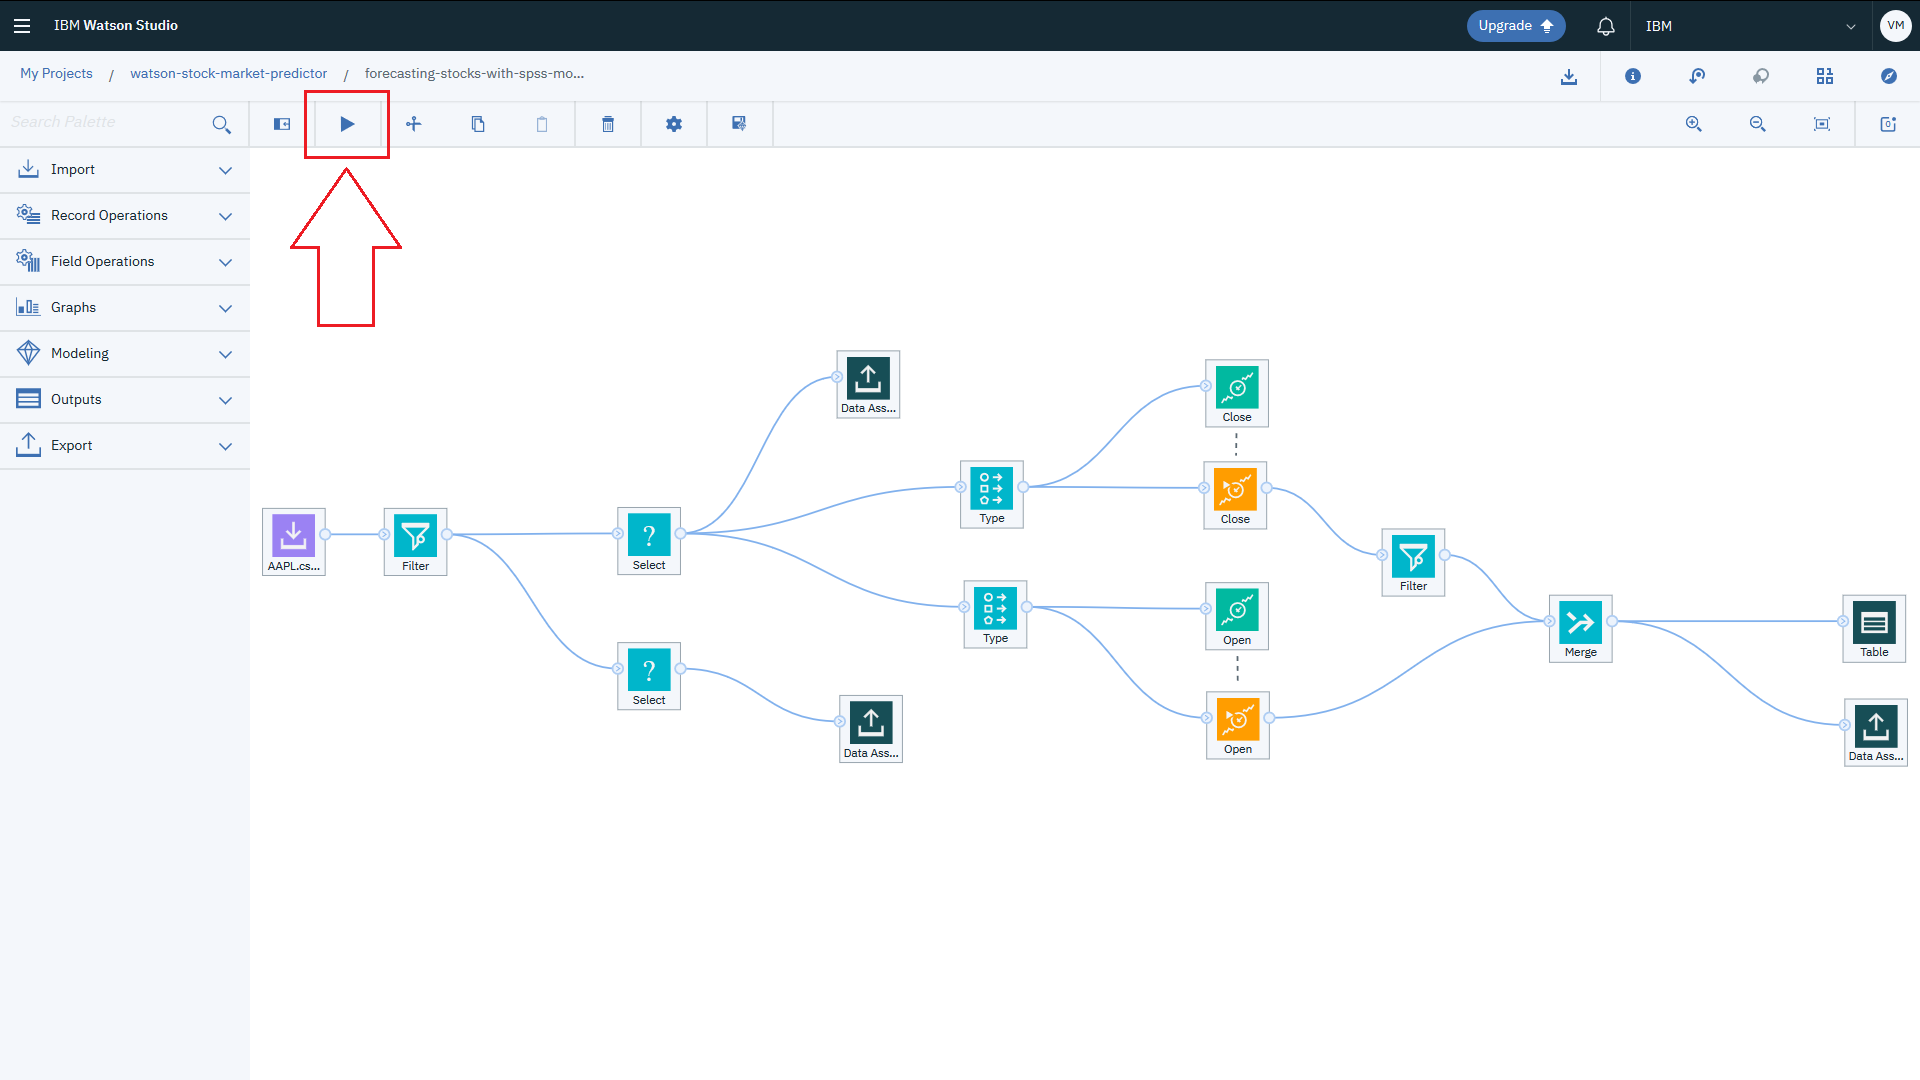 IBM Watson Studio
Upgrade
IBM
VM
My Projects / watson-stock-market-predictor / forecasting-stocks-with-spss-mo...
Search Palette
Import
Record Operations
Field Operations
Graphs
Modeling
Outputs
Export
Data Ass...
Close
Type
Close
AAPL.cs...
Filter
? Select
Filter
Type
Open
Merge
Table
? Select
Open
Data Ass...
Data Ass...